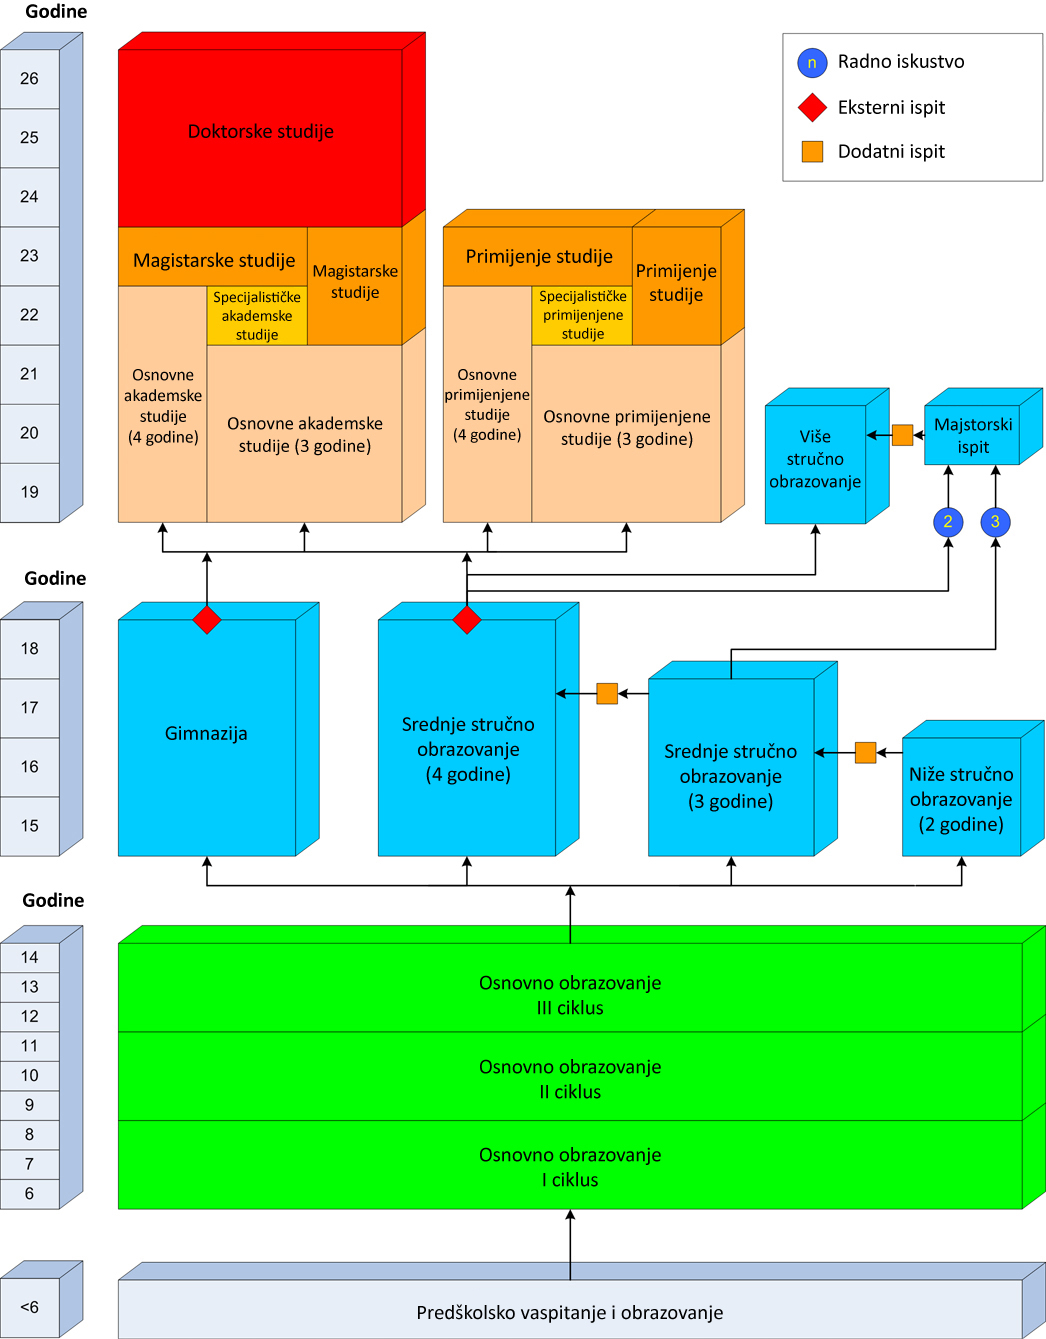 Godine
26
25
24
23
22
21
20
19
Doktorske studije
Magistarske studije
Magistarske
studije
Specijalističke
akademske
studije
Osnovne
akademske
studije
(4 godine)
Osnovne akademske
studije (3 godine)
Primijenje studije
Primijenje
studije
Specijalističke
primijenjene
studije
Osnovne
primijenjene
studije
(4 godine)
Osnovne primijenjene
studije (3 godine)
n Radno iskustvo
Eksterni ispit
Dodatni ispit
Više
stručno
obrazovanje
Majstorski
ispit
2
3
Godine
18
17
16
15
Gimnazija
Srednje stručno
obrazovanje
(4 godine)
Srednje stručno
obrazovanje
(3 godine)
Niže stručno
obrazovanje
(2 godine)
Godine
14
13
12
11
10
9
8
7
6
Osnovno obrazovanje
III ciklus
Osnovno obrazovanje
II ciklus
Osnovno obrazovanje
I ciklus
<6
Predškolsko vaspitanje i obrazovanje